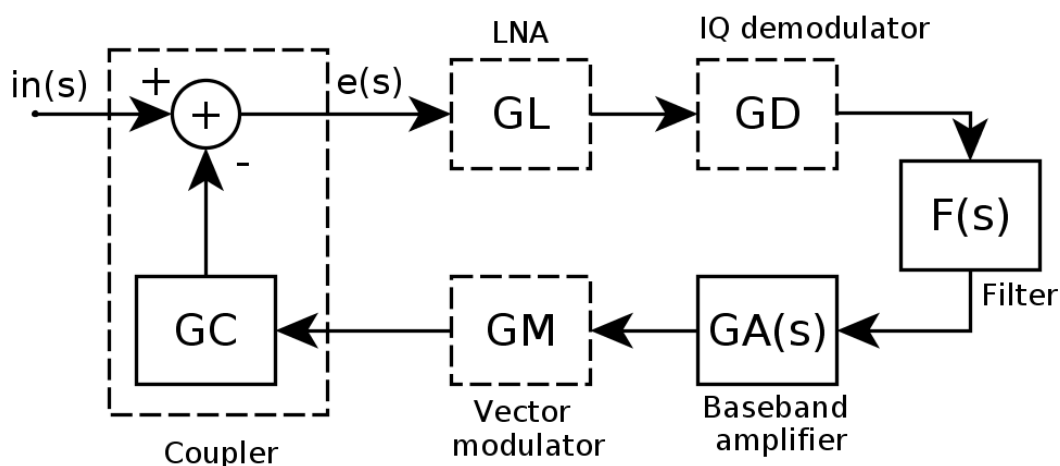 LNA
IQ demodulator
in(s)
+
+
e(s)
GL
GD
-
F(s)
Filter
GC
GM
GA(s)
Coupler
Vector
modulator
Baseband
amplifier